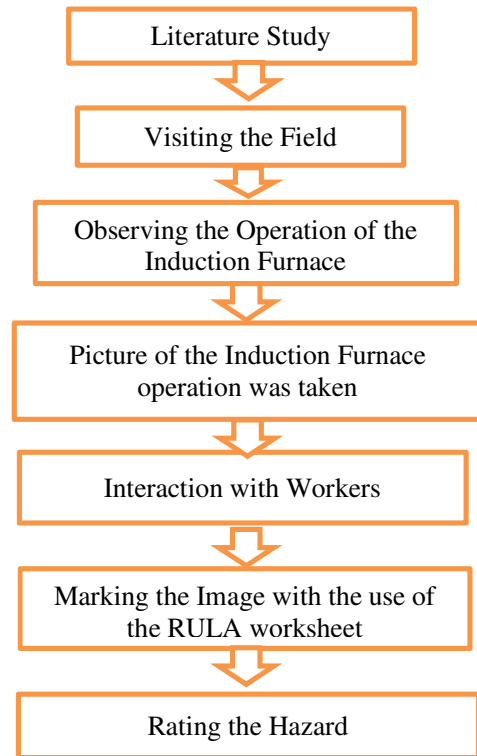 Literature Study
Visiting the Field
Observing the Operation of the
Induction Furnace
Picture of the Induction Furnace
operation was taken
Interaction with Workers
Marking the Image with the use of
the RULA worksheet
Rating the Hazard